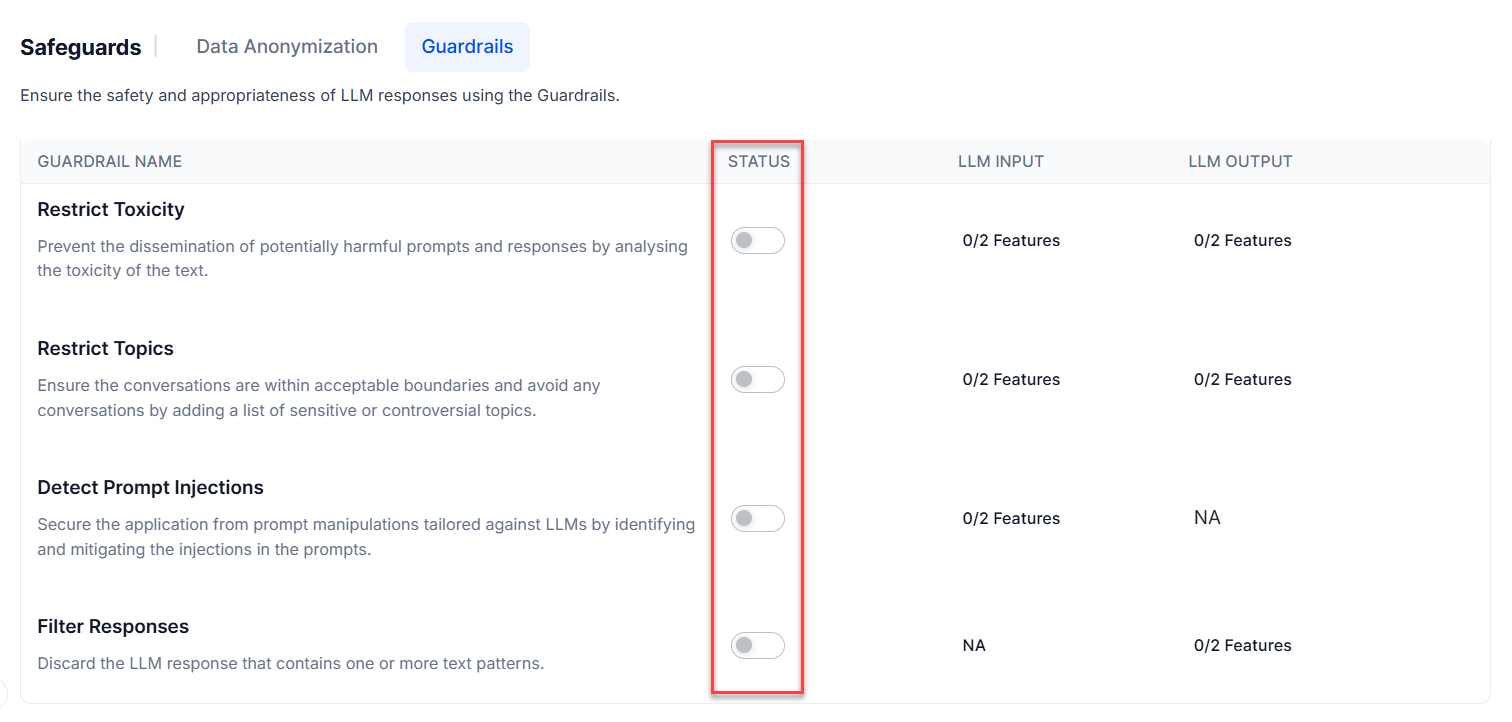 Safeguards Data Anonymization Guardrails
Ensure the safety and appropriateness of LLM responses using the Guardrails.
GUARDRAIL NAME STATUS LLM INPUT LLM OUTPUT
Restrict Toxicity
Prevent the dissemination of potentially harmful prompts and responses by analysing
the toxicity of the text.
0/2 Features 0/2 Features
Restrict Topics
Ensure the conversations are within acceptable boundaries and avoid any
conversations by adding a list of sensitive or controversial topics.
0/2 Features 0/2 Features
Detect Prompt Injections
Secure the application from prompt manipulations tailored against LLMs by identifying
and mitigating the injections in the prompts.
0/2 Features NA
Filter Responses
Discard the LLM response that contains one or more text patterns.
NA 0/2 Features